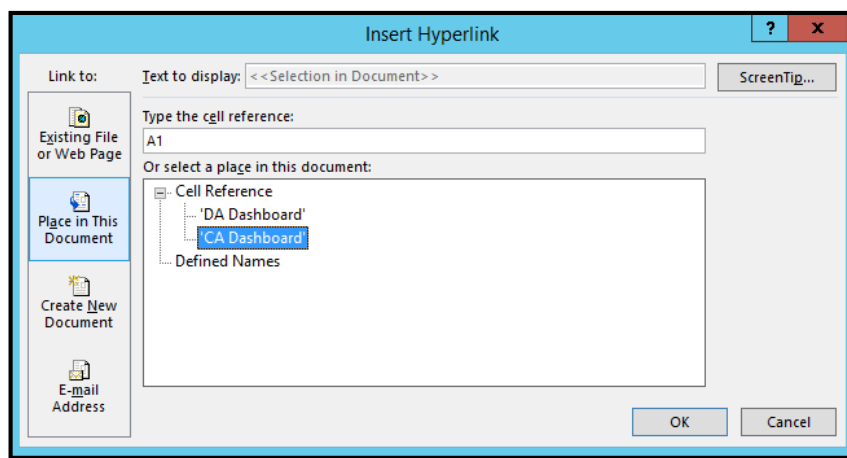 Insert Hyperlink
?
x
Link to:
Text to display: <<Selection in Document>>
ScreenTip...
Existing File
or Web Page
Place in This
Document
Create New
Document
E-mail
Address
Type the cell reference:
A1
Or select a place in this document:
Cell Reference
'DA Dashboard'
'CA Dashboard'
Defined Names
OK
Cancel